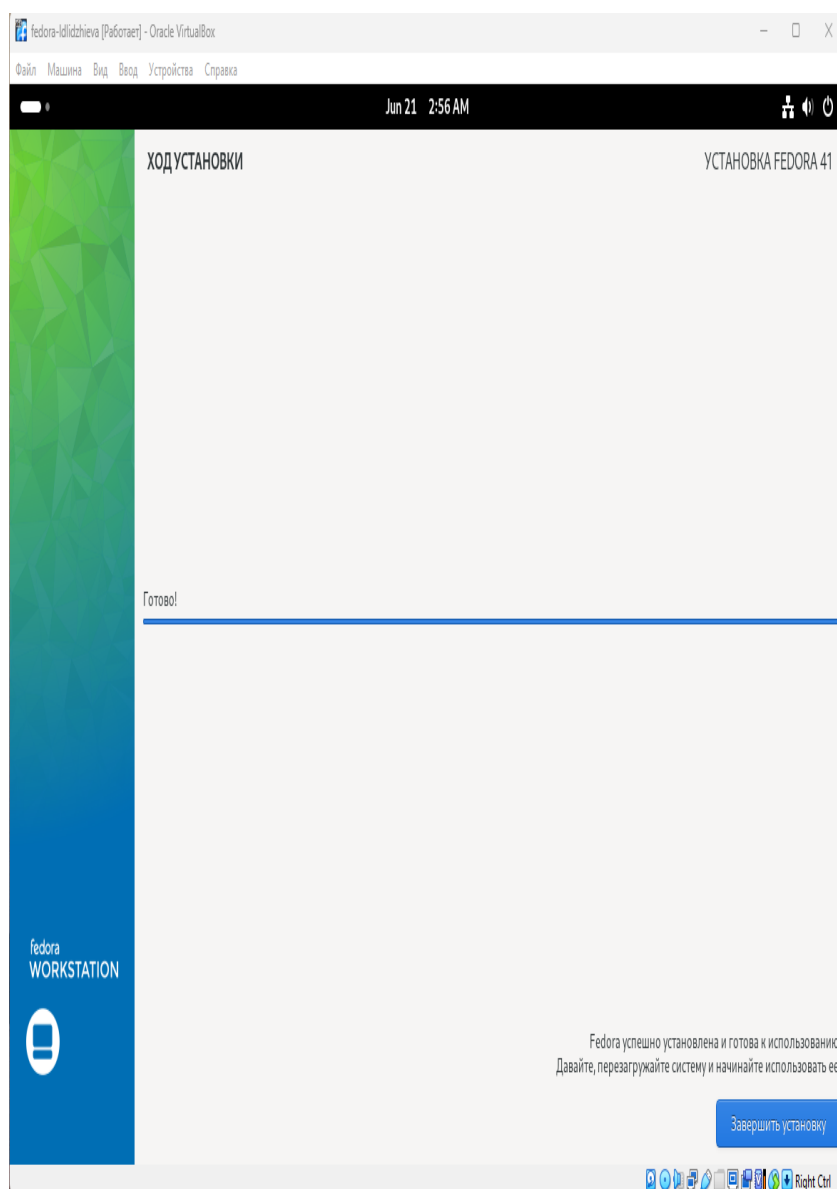 fedora-ldlidzhieva [Работает] - Oracle VirtualBox
Файл Машина Вид Ввод Устройства Справка
Jun 21 2:56 AM
ХОД УСТАНОВКИ
УСТАНОВКА FEDORA 41
Готово!
fedora
WORKSTATION
Fedora успешно установлена и готова к использованию
Давайте, перезагружайте систему и начинайте использовать ее
Завершить установку
Right Ctrl